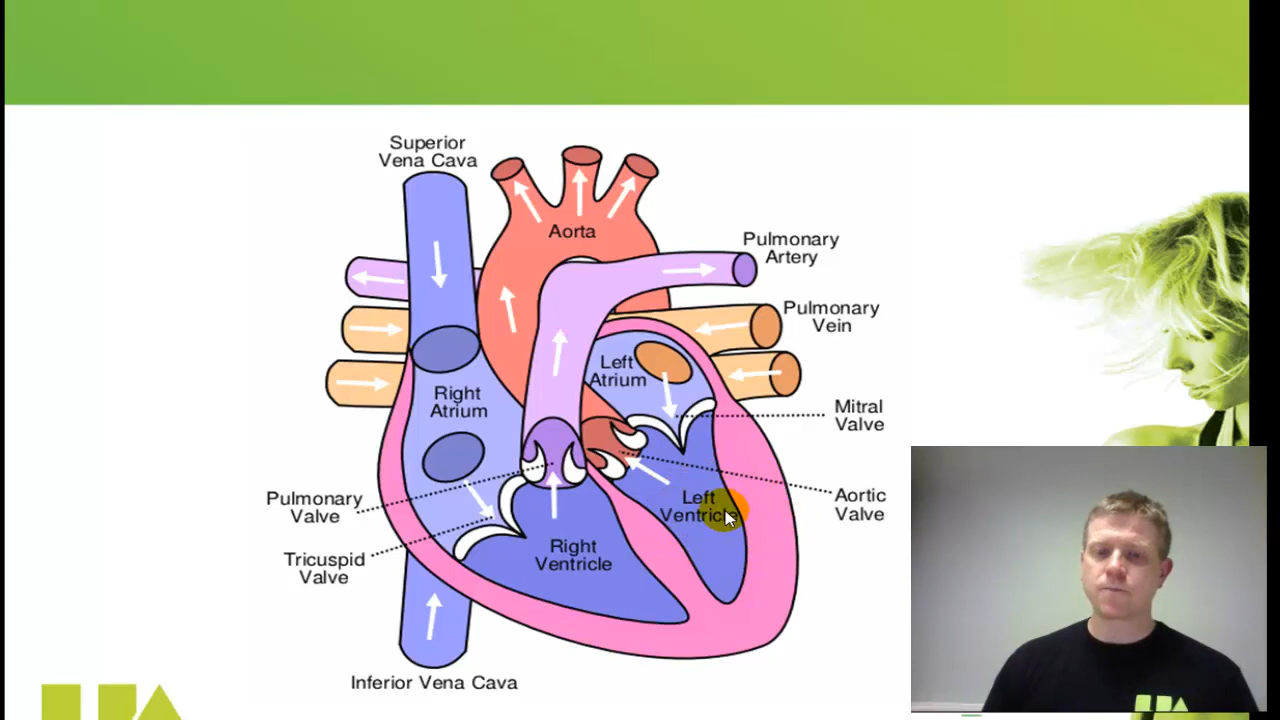 Superior
Vena Cava
Aorta
Pulmonary
Artery
Pulmonary
Vein
Left
Atrium
Right
Atrium
Mitral
Valve
Pulmonary
Valve
Left
Ventricle
Aortic
Valve
Tricuspid
Valve
Right
Ventricle
Inferior Vena Cava